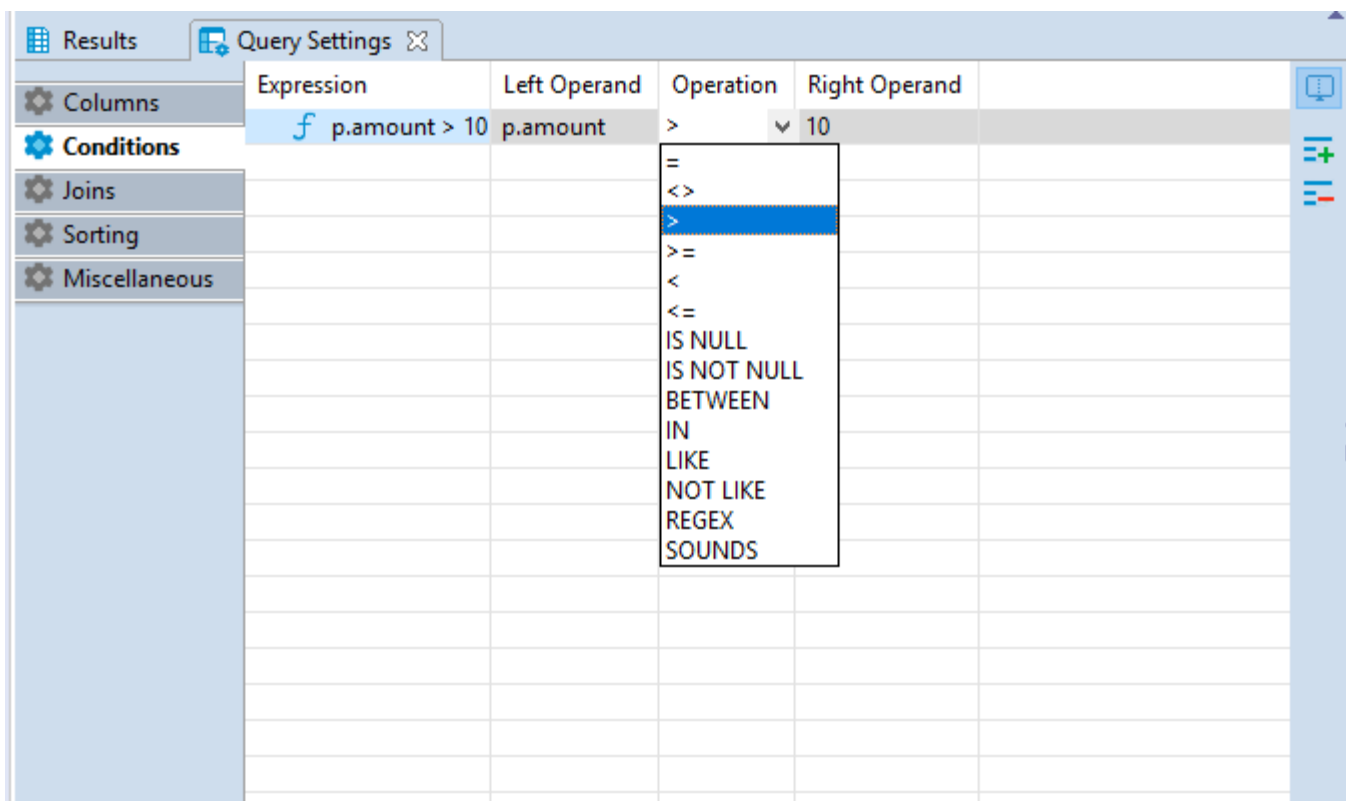 Results Query Settings
Expression Left Operand Operation Right Operand
Columns
p.amount > 10 p.amount > 10
Conditions
Joins
Sorting
Miscellaneous
=
<>
>
>=
<
<=
IS NULL
IS NOT NULL
BETWEEN
IN
LIKE
NOT LIKE
REGEX
SOUNDS